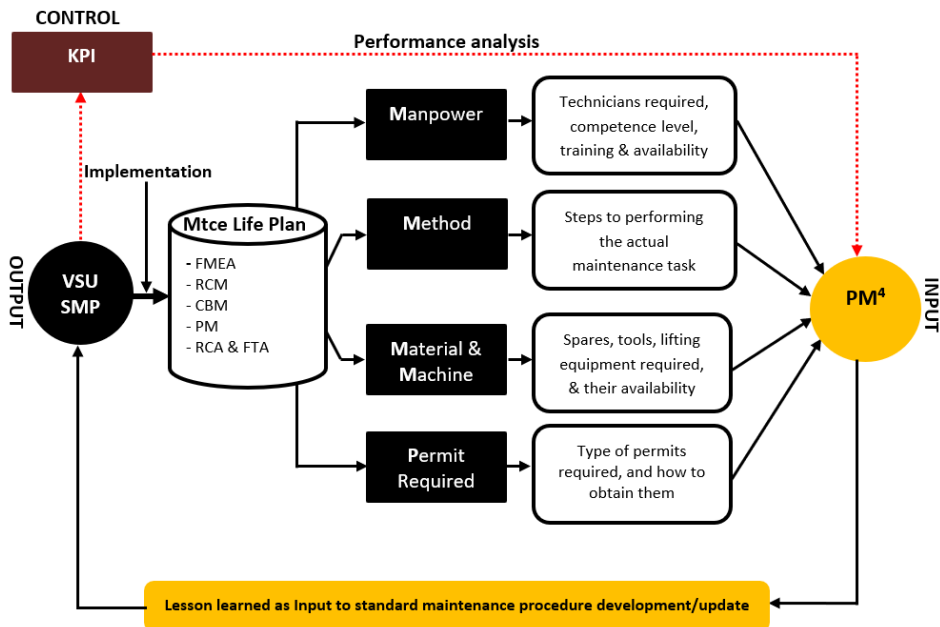 CONTROL
KPI
Performance analysis
Implementation
Manpower
Technicians required,
competence level,
training & availability
Mtce Life Plan
- FMEA
- RCM
- CBM
- PM
- RCA & FTA
Method
Steps to performing
the actual
maintenance task
OUTPUT
VSU
SMP
PM⁴
INPUT
Material &
Machine
Spares, tools, lifting
equipment required,
& their availability
Permit
Required
Type of permits
required, and how to
obtain them
Lesson learned as Input to standard maintenance procedure development/update